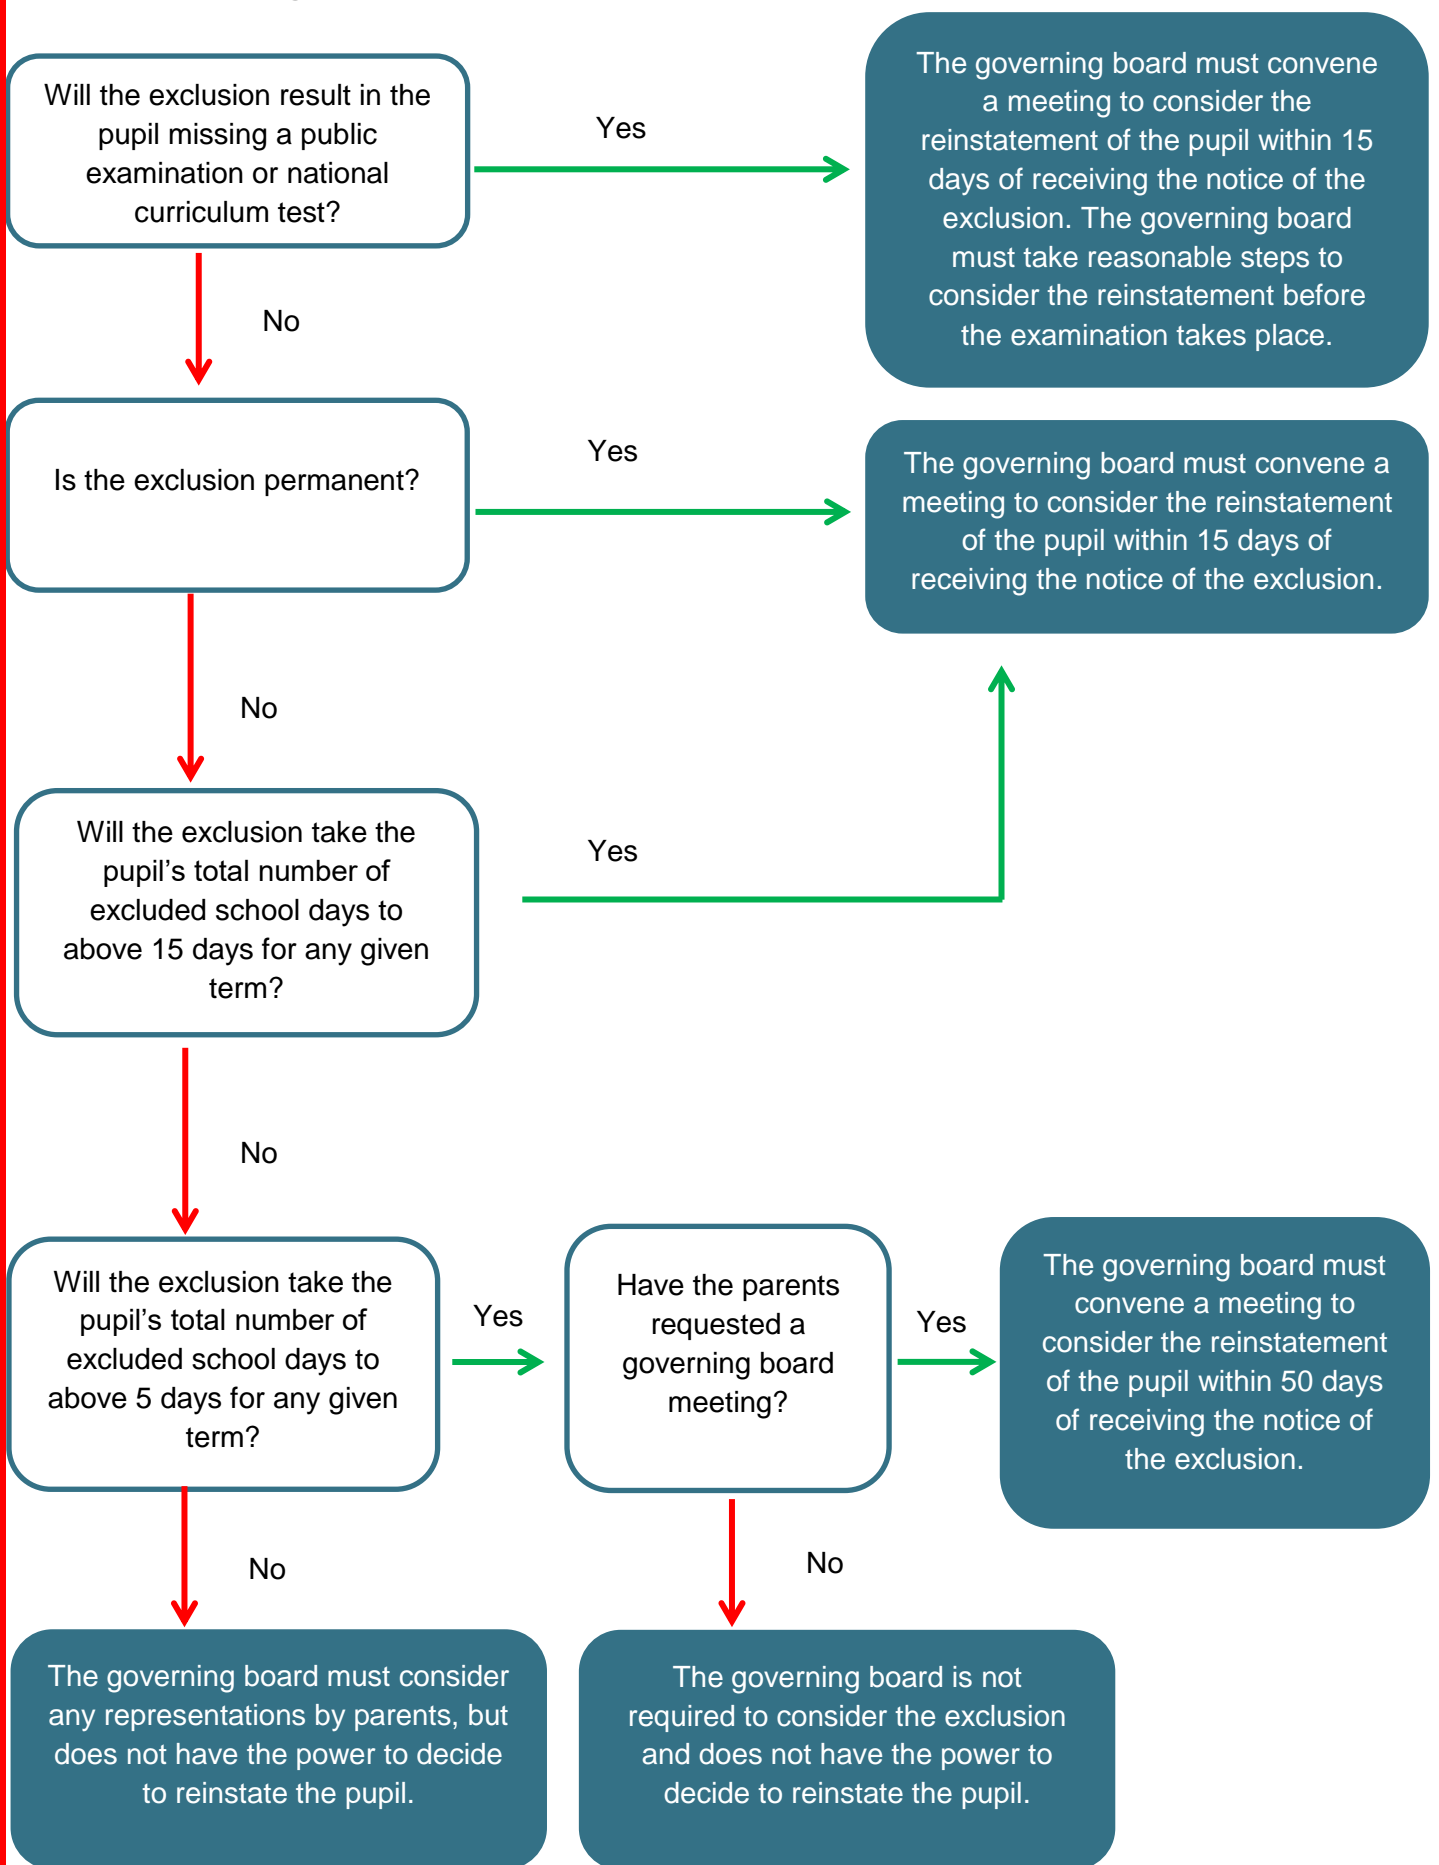 Will the exclusion result in the
pupil missing a public
examination or national
curriculum test?
Yes
The governing board must convene
a meeting to consider the
reinstatement of the pupil within 15
days of receiving the notice of the
exclusion. The governing board
must take reasonable steps to
consider the reinstatement before
the examination takes place.
No
Is the exclusion permanent?
Yes
The governing board must convene a
meeting to consider the reinstatement
of the pupil within 15 days of
receiving the notice of the exclusion.
No
Will the exclusion take the
pupil’s total number of
excluded school days to
above 15 days for any given
term?
Yes
No
Will the exclusion take the
pupil’s total number of
excluded school days to
above 5 days for any given
term?
Yes
Have the parents
requested a
governing board
meeting?
Yes
The governing board must
convene a meeting to
consider the reinstatement
of the pupil within 50 days
of receiving the notice of
the exclusion.
No
No
The governing board must consider
any representations by parents, but
does not have the power to decide
to reinstate the pupil.
The governing board is not
required to consider the exclusion
and does not have the power to
decide to reinstate the pupil.